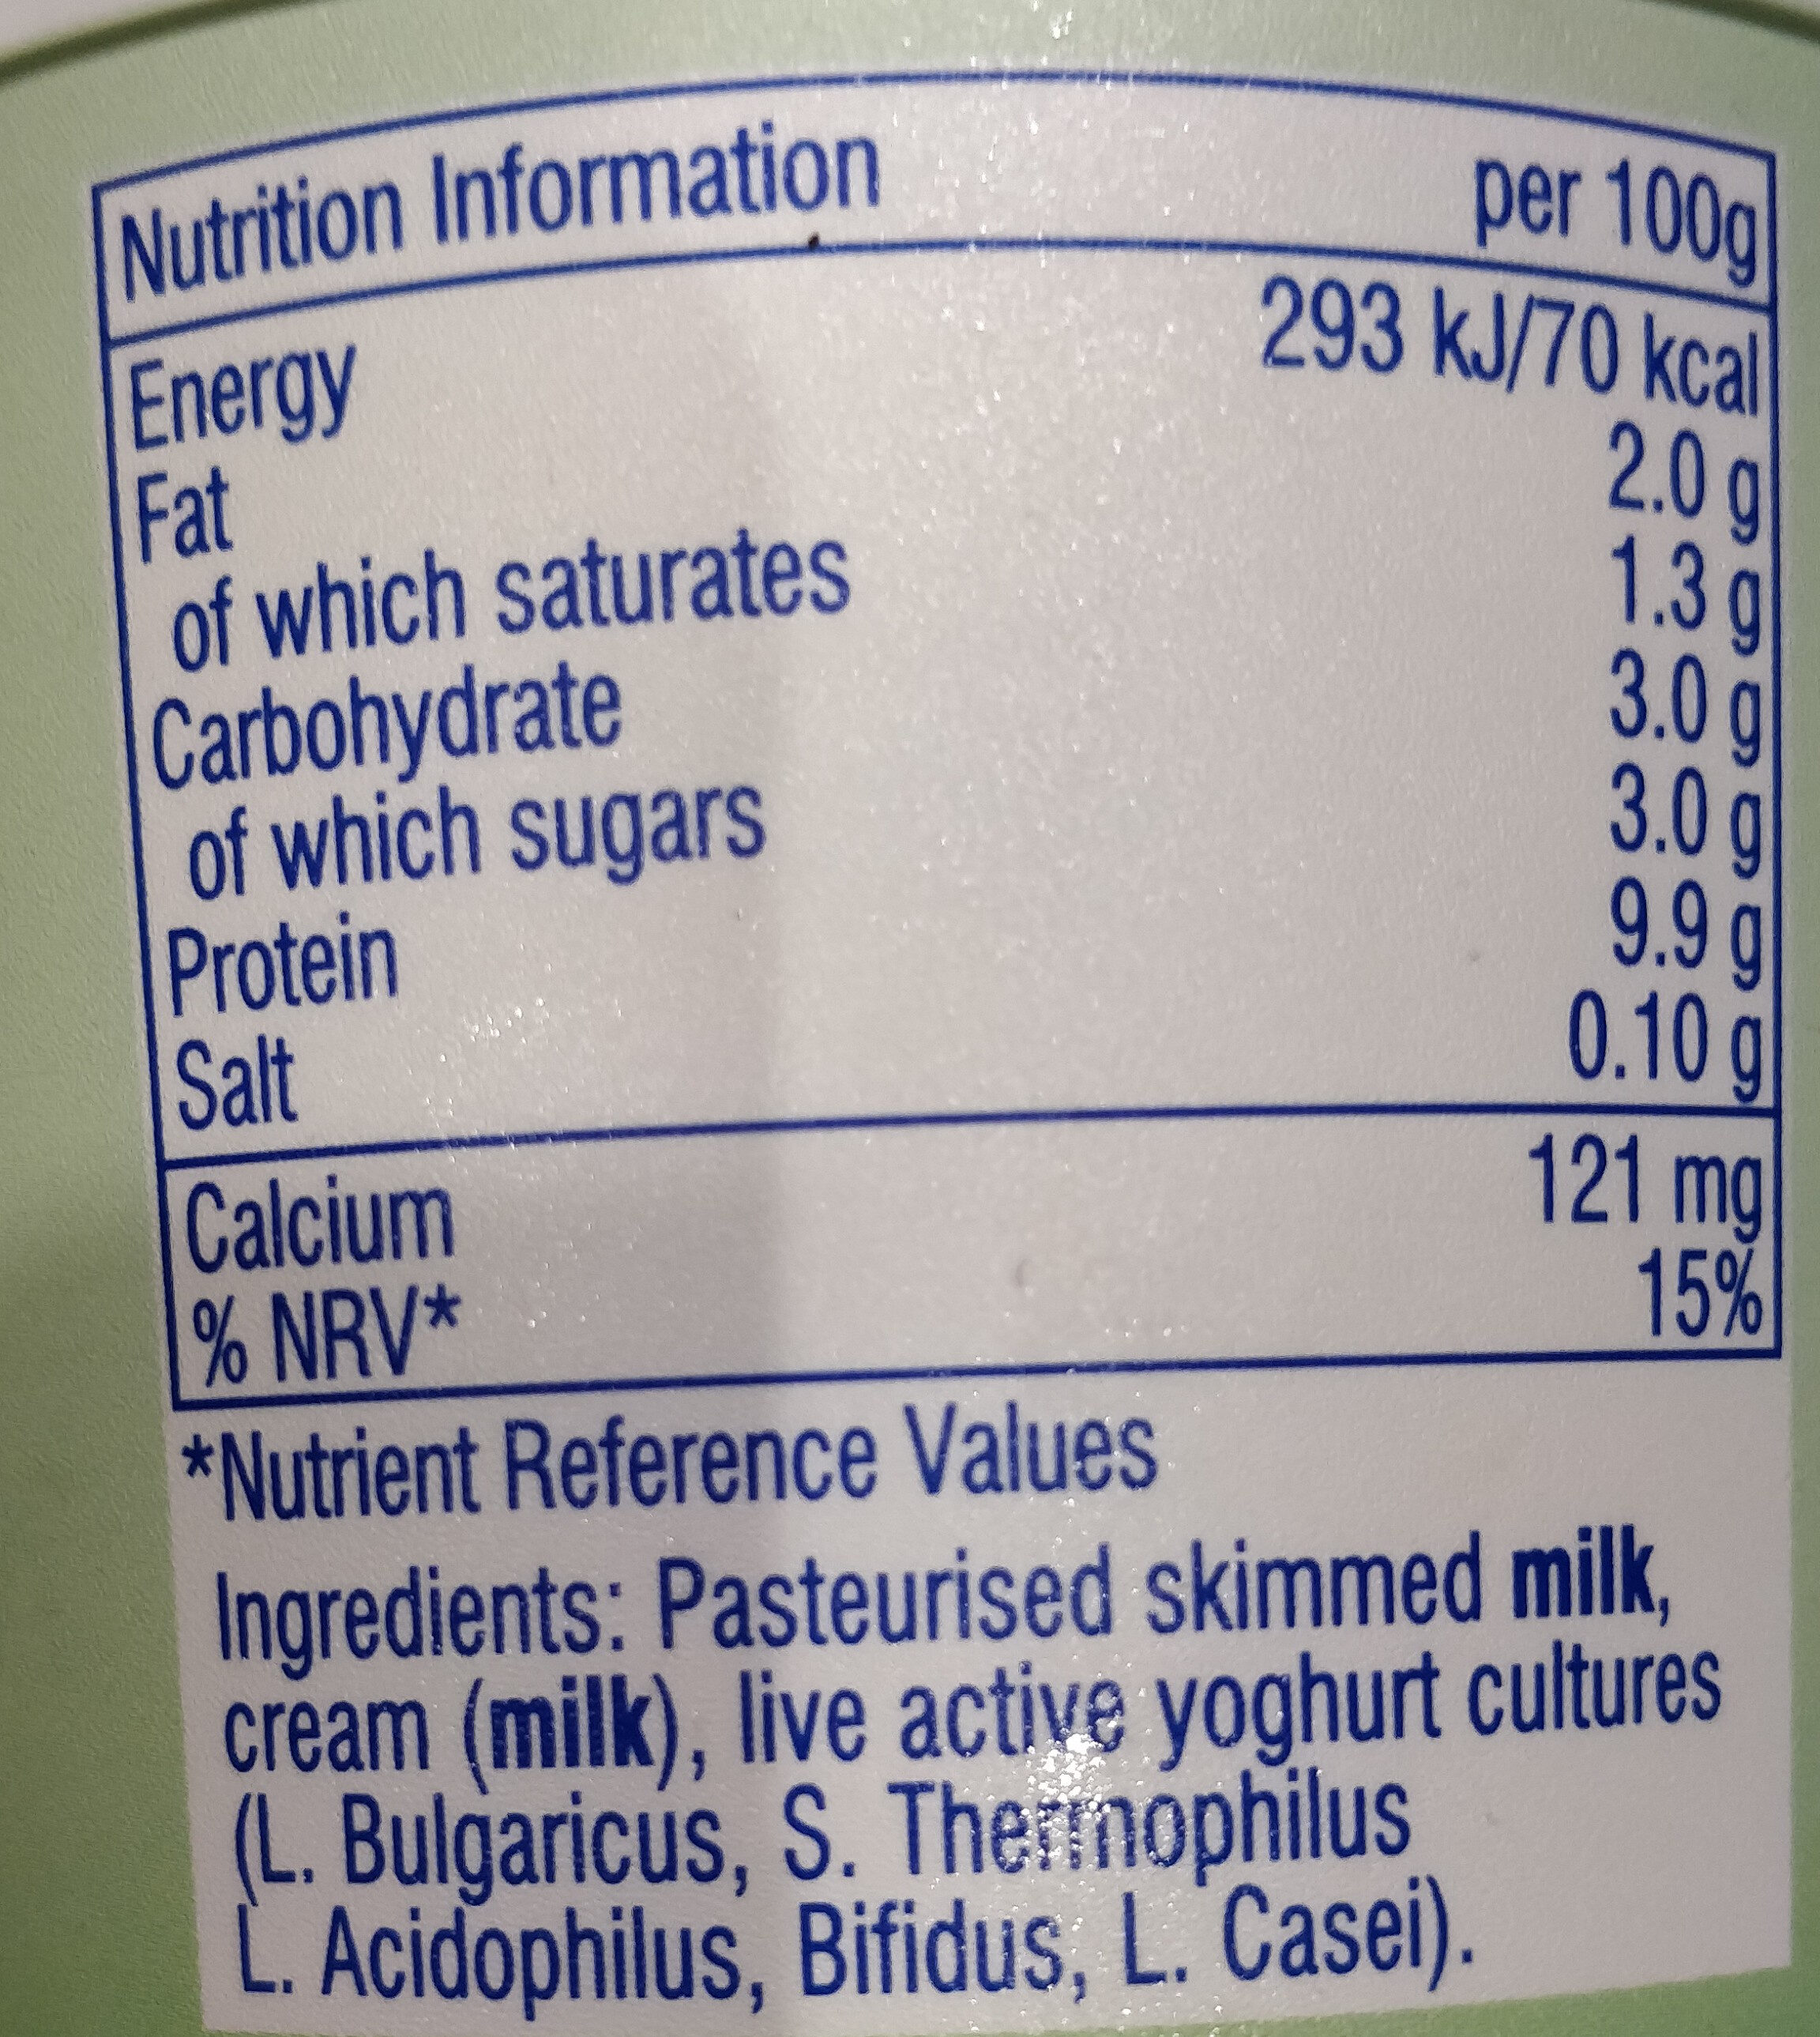 Nutrition Information per 100g
Energy 293 kJ/70 kcal
Fat 2.0 g
of which saturates 1.3 g
Carbohydrate 3.0 g
of which sugars 3.0 g
Protein 9.9 g
Salt 0.10 g
Calcium 121 mg
% NRV* 15%
*Nutrient Reference Values
Ingredients: Pasteurised skimmed milk,
cream (milk), live active yoghurt cultures
(L. Bulgaricus, S. Thermophilus
L. Acidophilus, Bifidus, L. Casei).